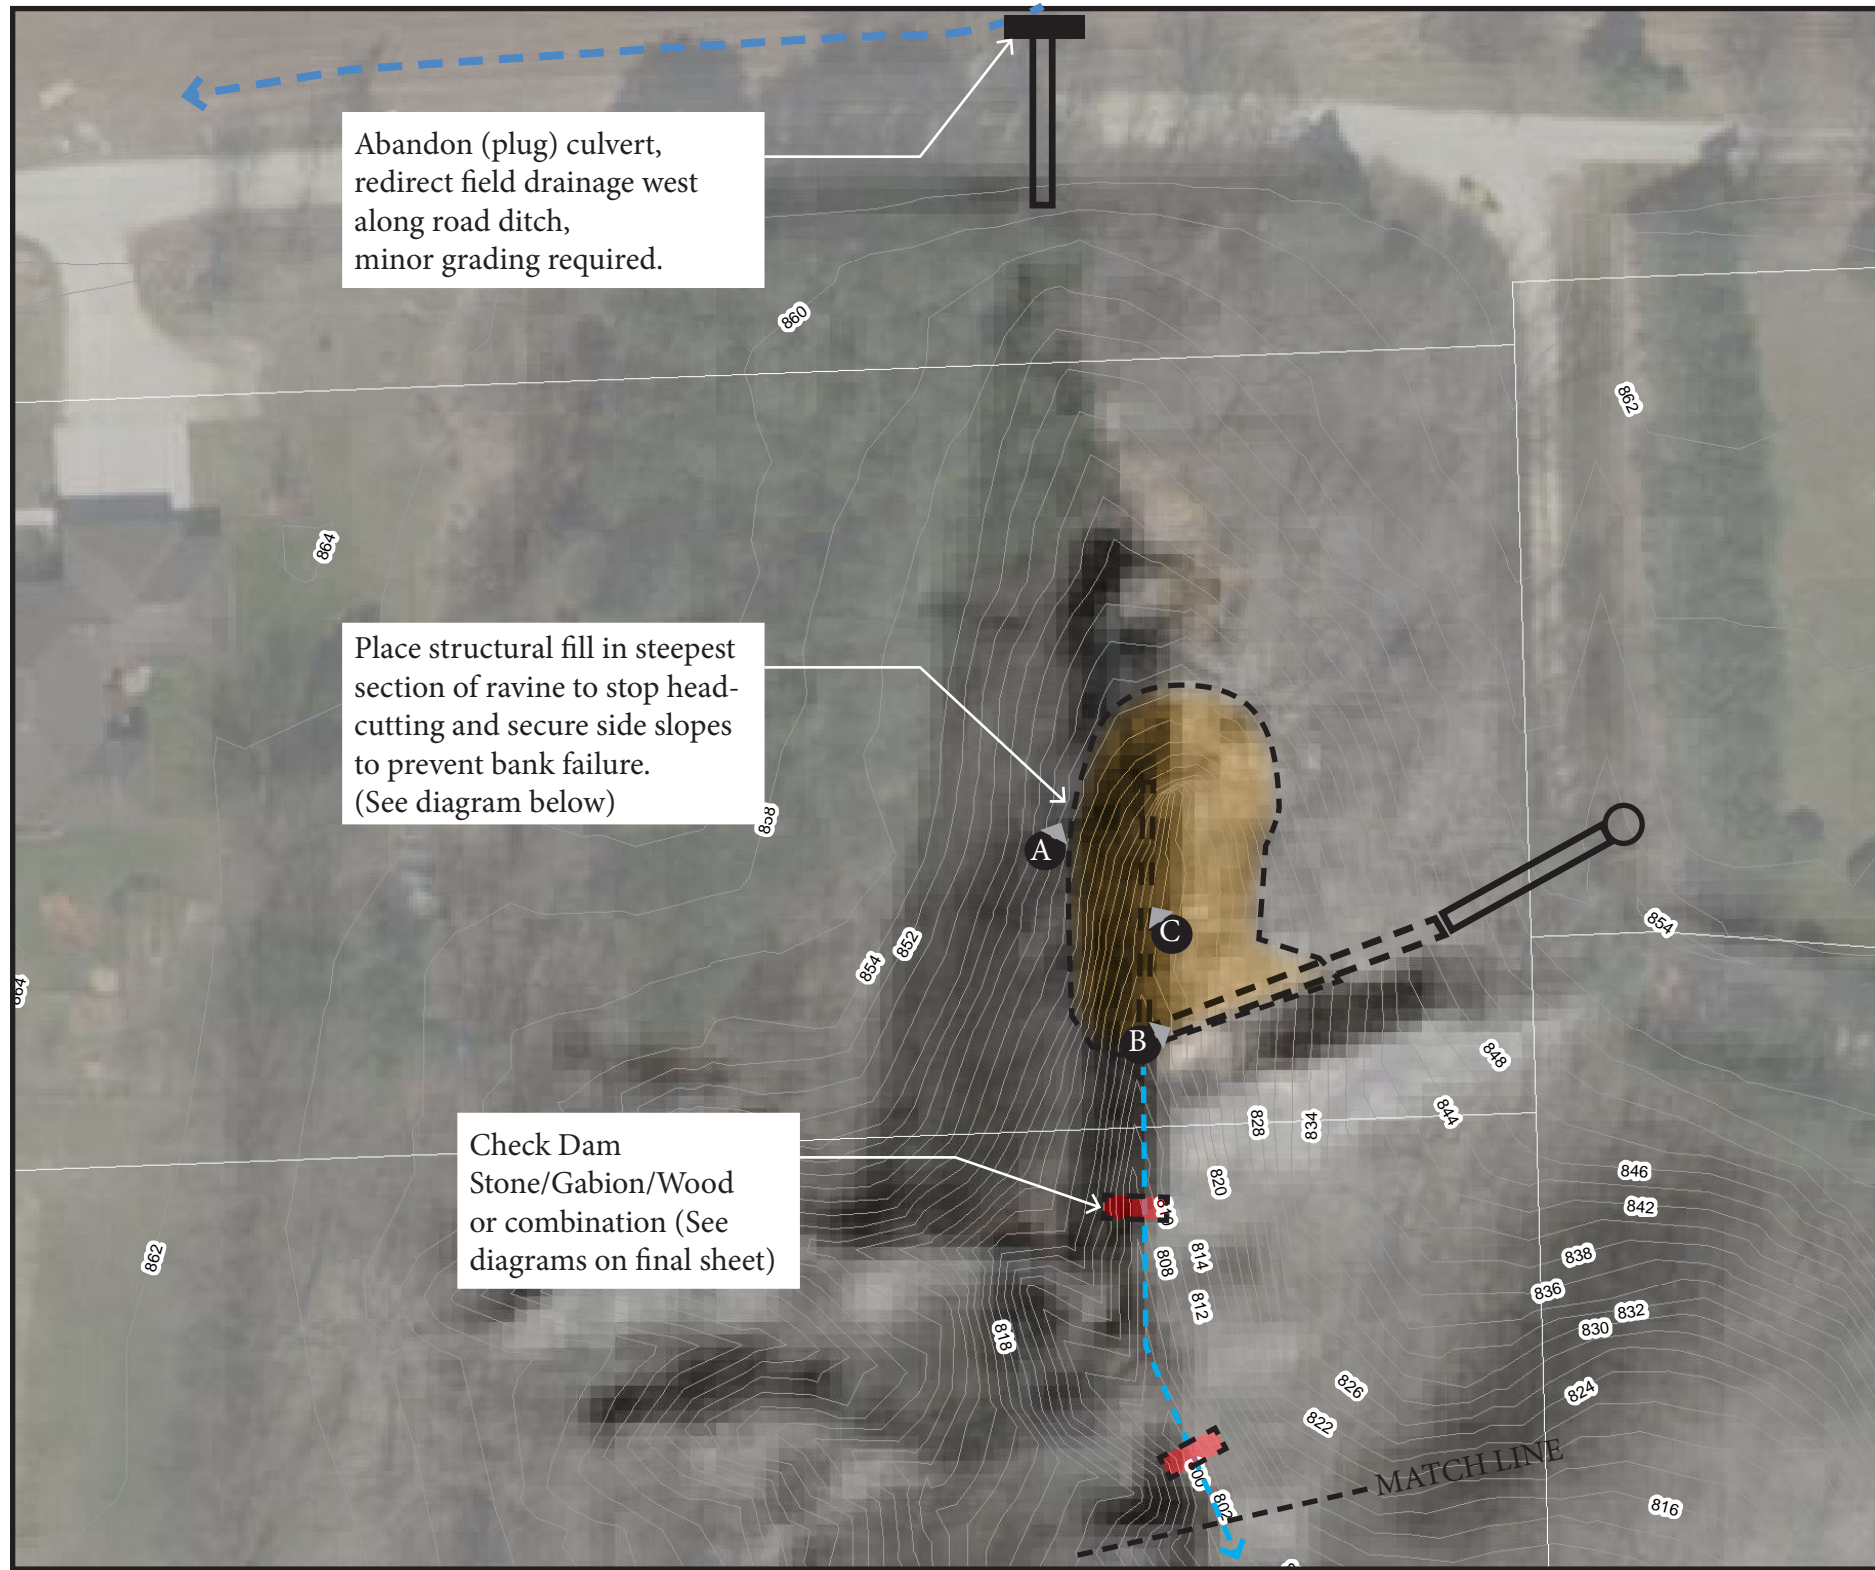 Abandon (plug) culvert,
redirect field drainage west
along road ditch,
minor grading required.
860
862
864
Place structural fill in steepest
section of ravine to stop head-
cutting and secure side slopes
to prevent bank failure.
(See diagram below)
858
A
C
854
852
854
864
B
848
Check Dam
Stone/Gabion/Wood
or combination (See
diagrams on final sheet)
828
834
844
820
846
842
810
808
814
838
862
836
812
832
830
818
826
824
822
MATCH LINE
800
802
816